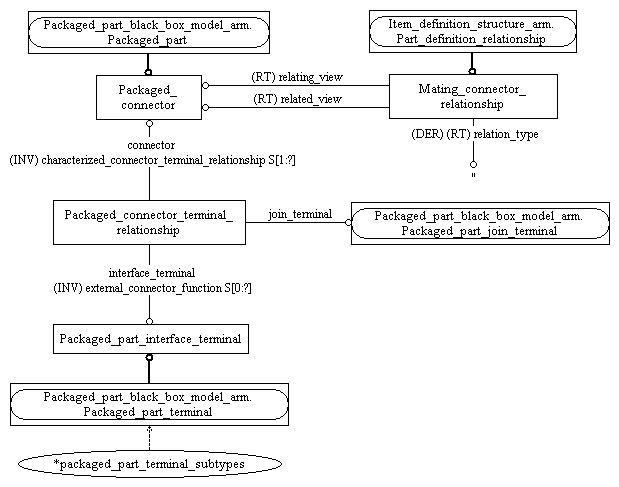 Packaged_part_black_box_model_arm.
Packaged_part
Item_definition_structure_arm.
Part_definition_relationship
Packaged_
connector
(RT) relating_view
(RT) related_view
Mating_connector_
relationship
(DER) (RT) relation_type
"
connector
(INV) characterized_connector_terminal_relationship S[1:?]
Packaged_connector_terminal_
relationship
join_terminal
Packaged_part_black_box_model_arm.
Packaged_part_join_terminal
interface_terminal
(INV) external_connector_function S[0:?]
Packaged_part_interface_terminal
Packaged_part_black_box_model_arm.
Packaged_part_terminal
*packaged_part_terminal_subtypes